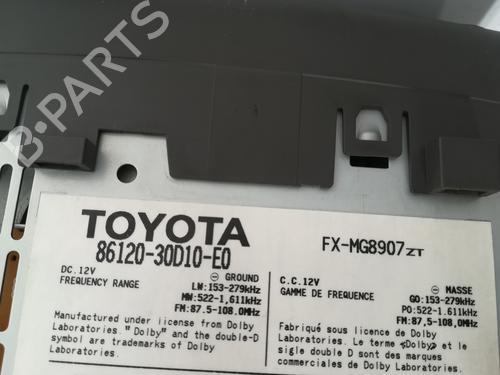 B-PARTS
TOYOTA
86120-30D10-E0
FX-MG8907ZT
DC.12V ⊖ GROUND
FREQUENCY RANGE LW:153-279kHz
MW:522-1,611kHz
FM:87.5-108.0MHz
Manufactured under license from Dolby
Laboratories. "Dolby" and the double-D
symbol are trademarks of Dolby
Laboratories.
C.C.12V ⊖ MASSE
GAMME DE FREQUENCE GO:153-279kHz
PO:522-1.611kHz
FM:87,5-108,0MHz
Fabriqué sous licence de Dolby
Laboratories. Le terme «Dolby» et le
sigle double D sont des marques
commerciales de Dolby Laboratories.